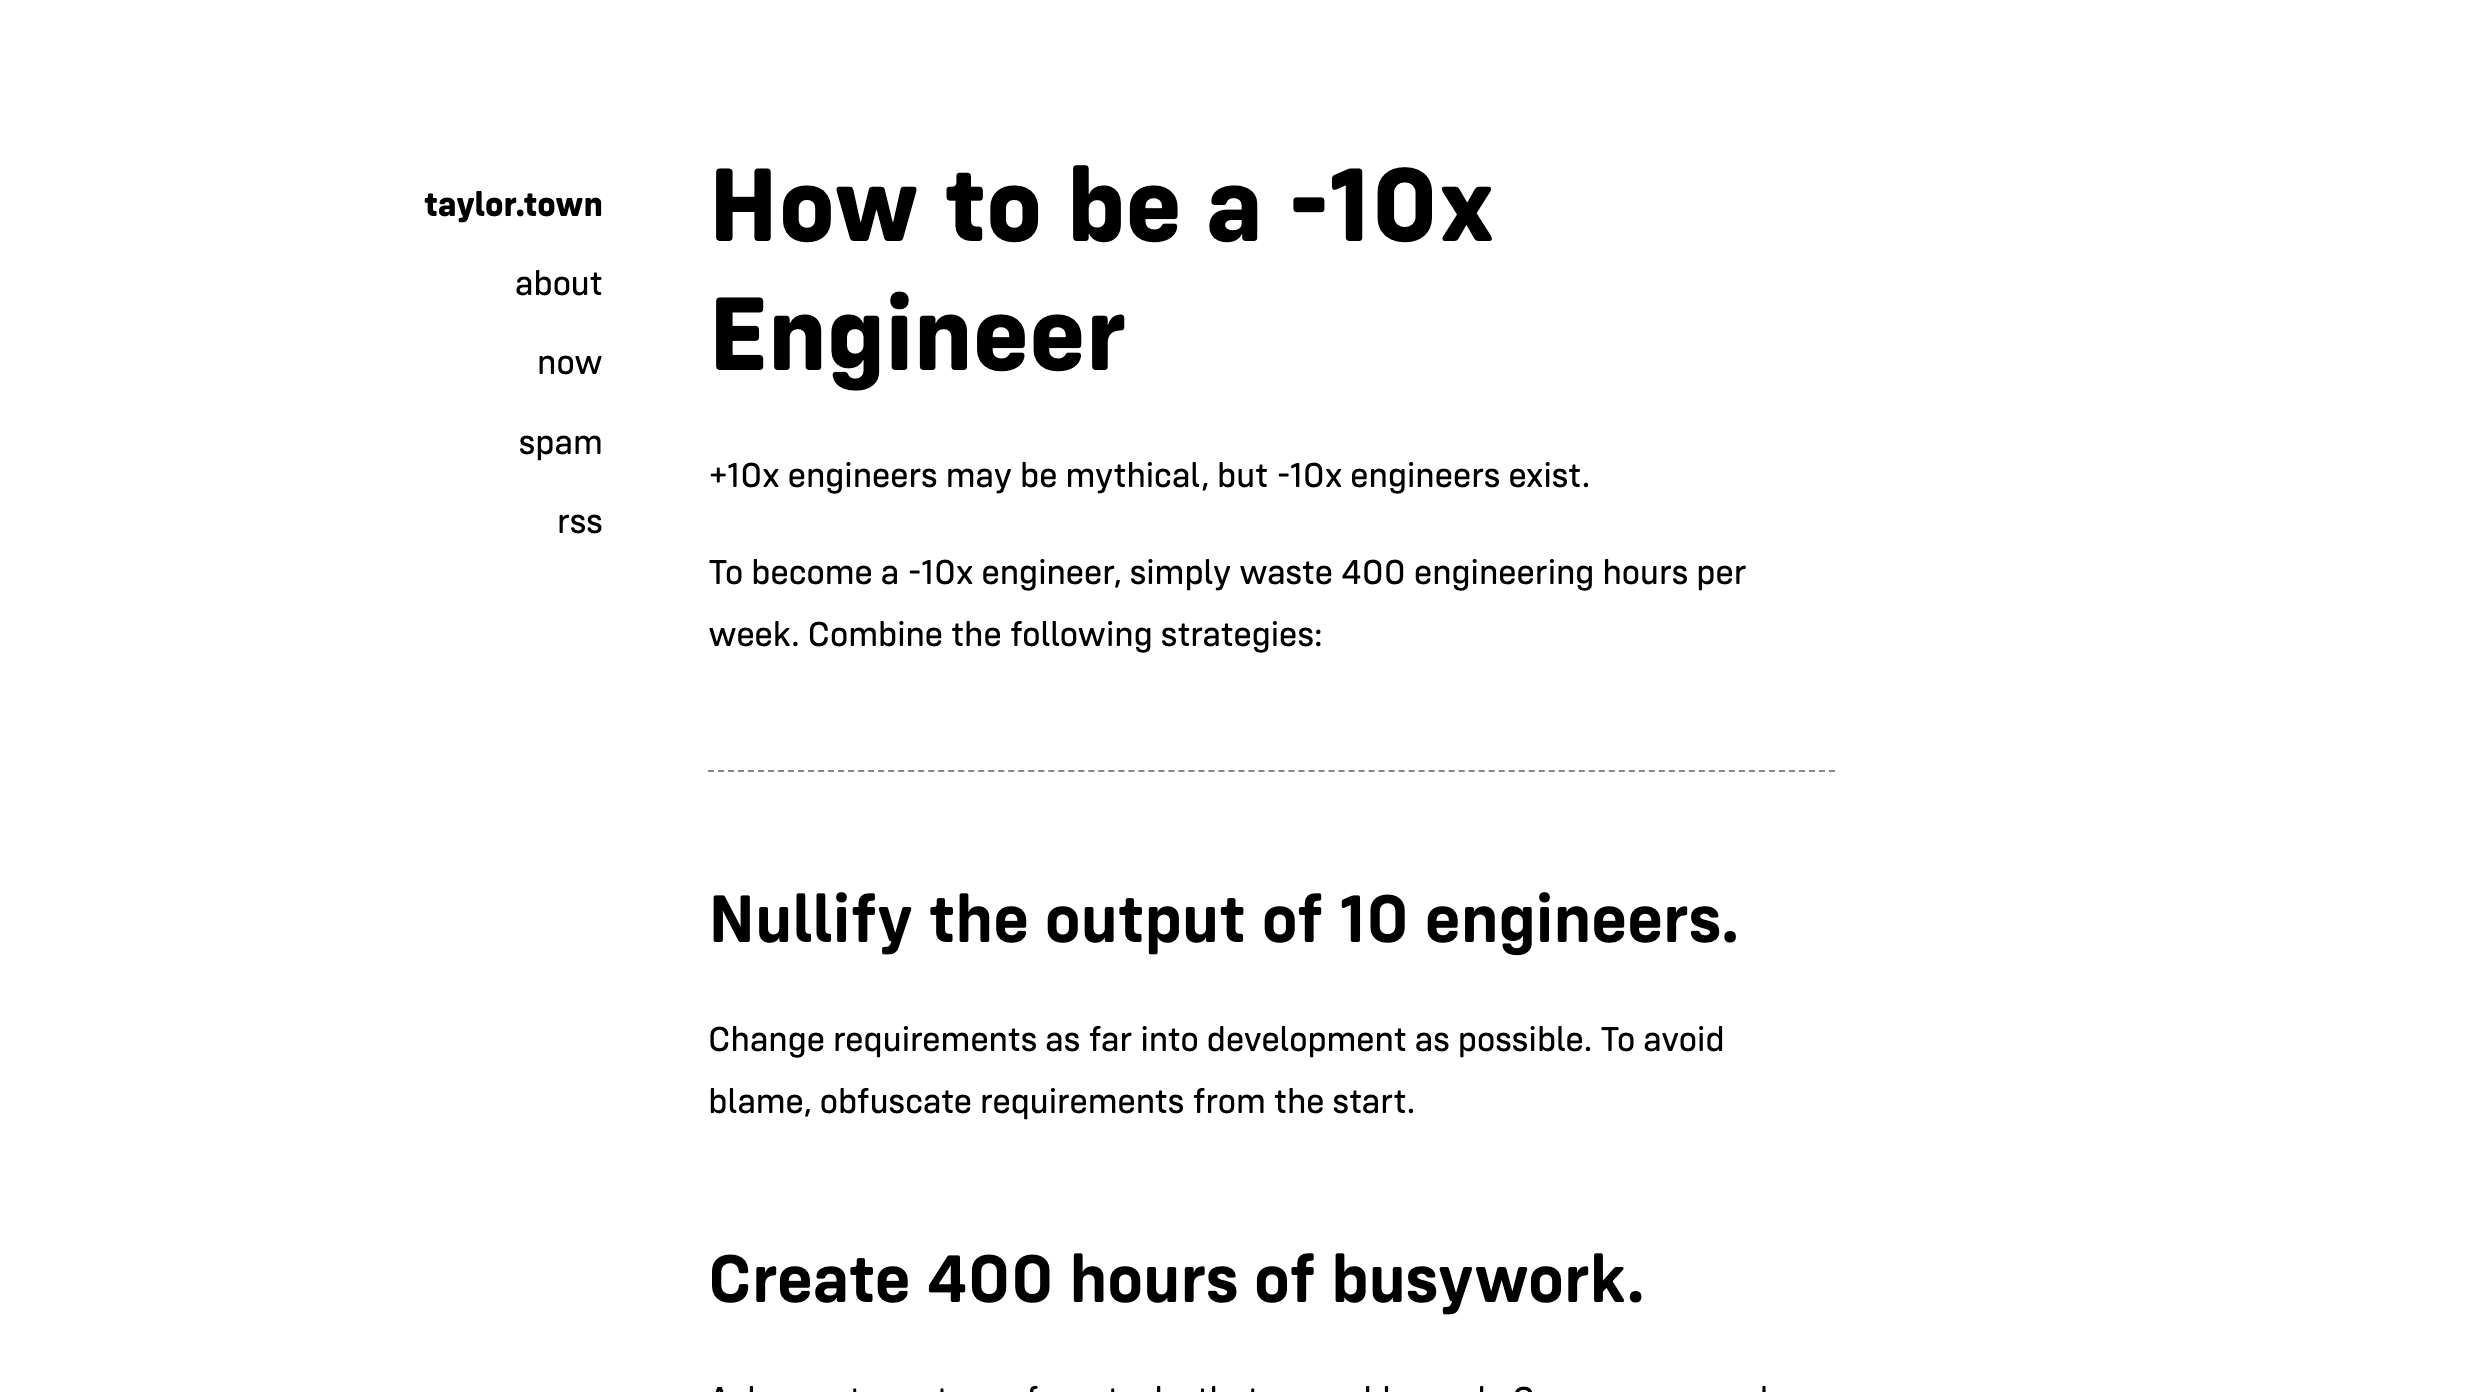 taylor.town
about
now
spam
rss
How to be a -10x
Engineer
+10x engineers may be mythical, but -10x engineers exist.
To become a -10x engineer, simply waste 400 engineering hours per
week. Combine the following strategies:
Nullify the output of 10 engineers.
Change requirements as far into development as possible. To avoid
blame, obfuscate requirements from the start.
Create 400 hours of busywork.